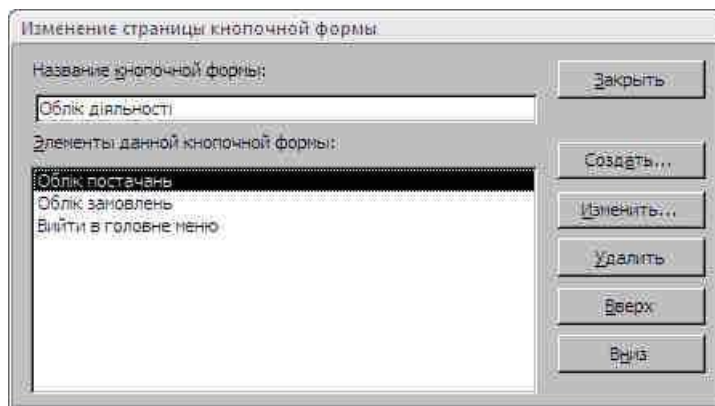 Изменение страницы кнопочной формы
Название кнопочной формы:
Закрыть
Облік діяльності
Элементы данной кнопочной формы:
Создать...
Облік постачань
Облік замовлень
Изменить...
Вийти в головне меню
Удалить
Вверх
Вниз